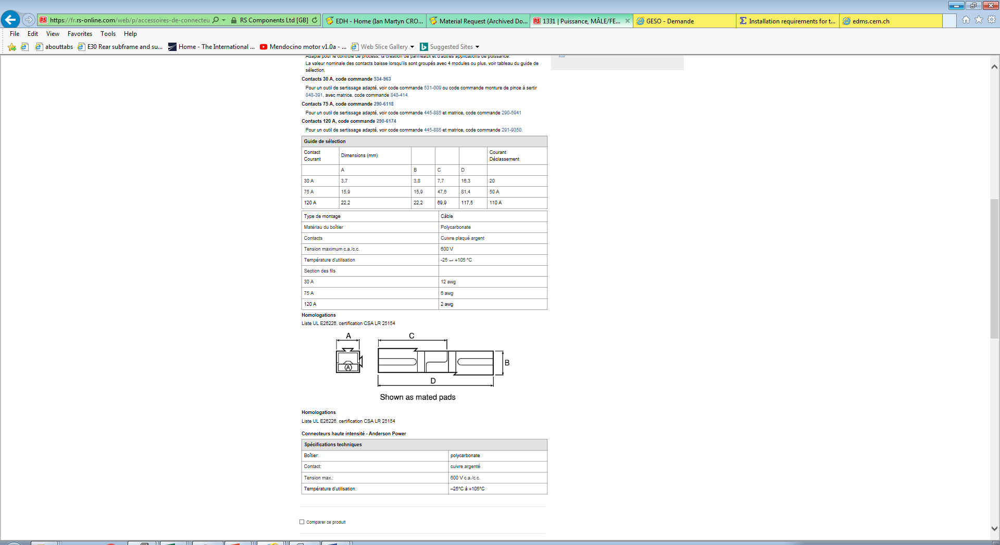 https://fr.rs-online.com/web/p/accessoires-de-connecteu
RS Components Ltd [GB]
EDH - Home (Ian Martyn CRO...
Material Request (Archived Do...
1331 | Puissance, MÂLE/FE...
GESO - Demande
Installation requirements for t...
edms.cern.ch
File Edit View Favorites Tools Help
abouttabs
E30 Rear subframe and su...
Home - The International ...
Mendocino motor v1.0a - ...
Web Slice Gallery
Suggested Sites
Adapté pour le contrôle de process, la création de panneaux et d'autres applications de puissance.
La valeur nominale des contacts baisse lorsqu'ils sont groupés avec 4 modules ou plus, voir tableau du guide de
sélection.
Contacts 30 A, code commande 534-963
Pour un outil de sertissage adapté, voir code commande 531-009 ou code commande monture de pince à sertir
848-391, avec matrice, code commande 848-414.
Contacts 75 A, code commande 290-6118
Pour un outil de sertissage adapté, voir code commande 445-885 et matrice, code commande 290-5941
Contacts 120 A, code commande 290-6174
Pour un outil de sertissage adapté, voir code commande 445-885 et matrice, code commande 291-9350.
Guide de sélection
Contact
Courant
Dimensions (mm)
Courant
Déclassement
A B C D
30 A 3,7 3,8 7,7 16,3 20
75 A 15,9 15,9 47,6 81,4 50 A
120 A 22,2 22,2 69,9 117,5 110 A
Type de montage Câble
Matériau du boîtier Polycarbonate
Contacts Cuivre plaqué argent
Tension maximum c.a./c.c. 600 V
Température d'utilisation -25 → +105 °C
Section des fils
30 A 12 awg
75 A 6 awg
120 A 2 awg
Homologations
Liste UL E26226, certification CSA LR 25154
A C
A
B
D
Shown as mated pads
Homologations
Liste UL E26226, certification CSA LR 25154
Connecteurs haute intensité - Anderson Power
Spécifications techniques
Boîtier: polycarbonate
Contact: cuivre argenté
Tension max.: 600 V c.a./c.c.
Température d'utilisation: –25°C à +105°C
Comparer ce produit